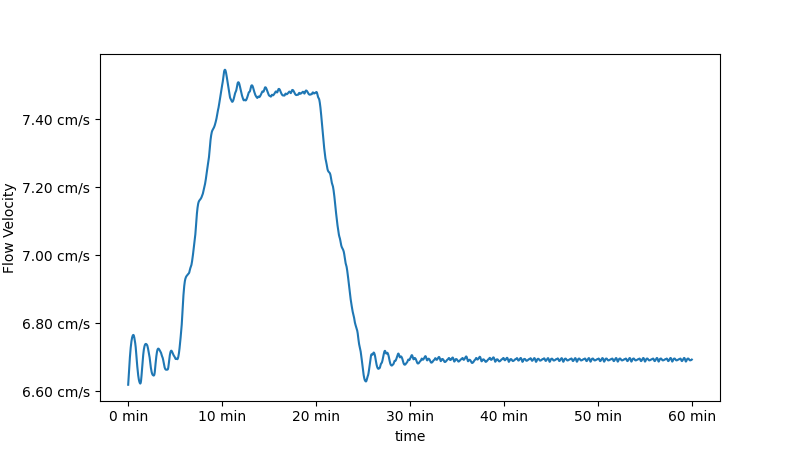 Flow Velocity
7.40 cm/s
7.20 cm/s
7.00 cm/s
6.80 cm/s
6.60 cm/s
0 min 10 min 20 min 30 min 40 min 50 min 60 min
time